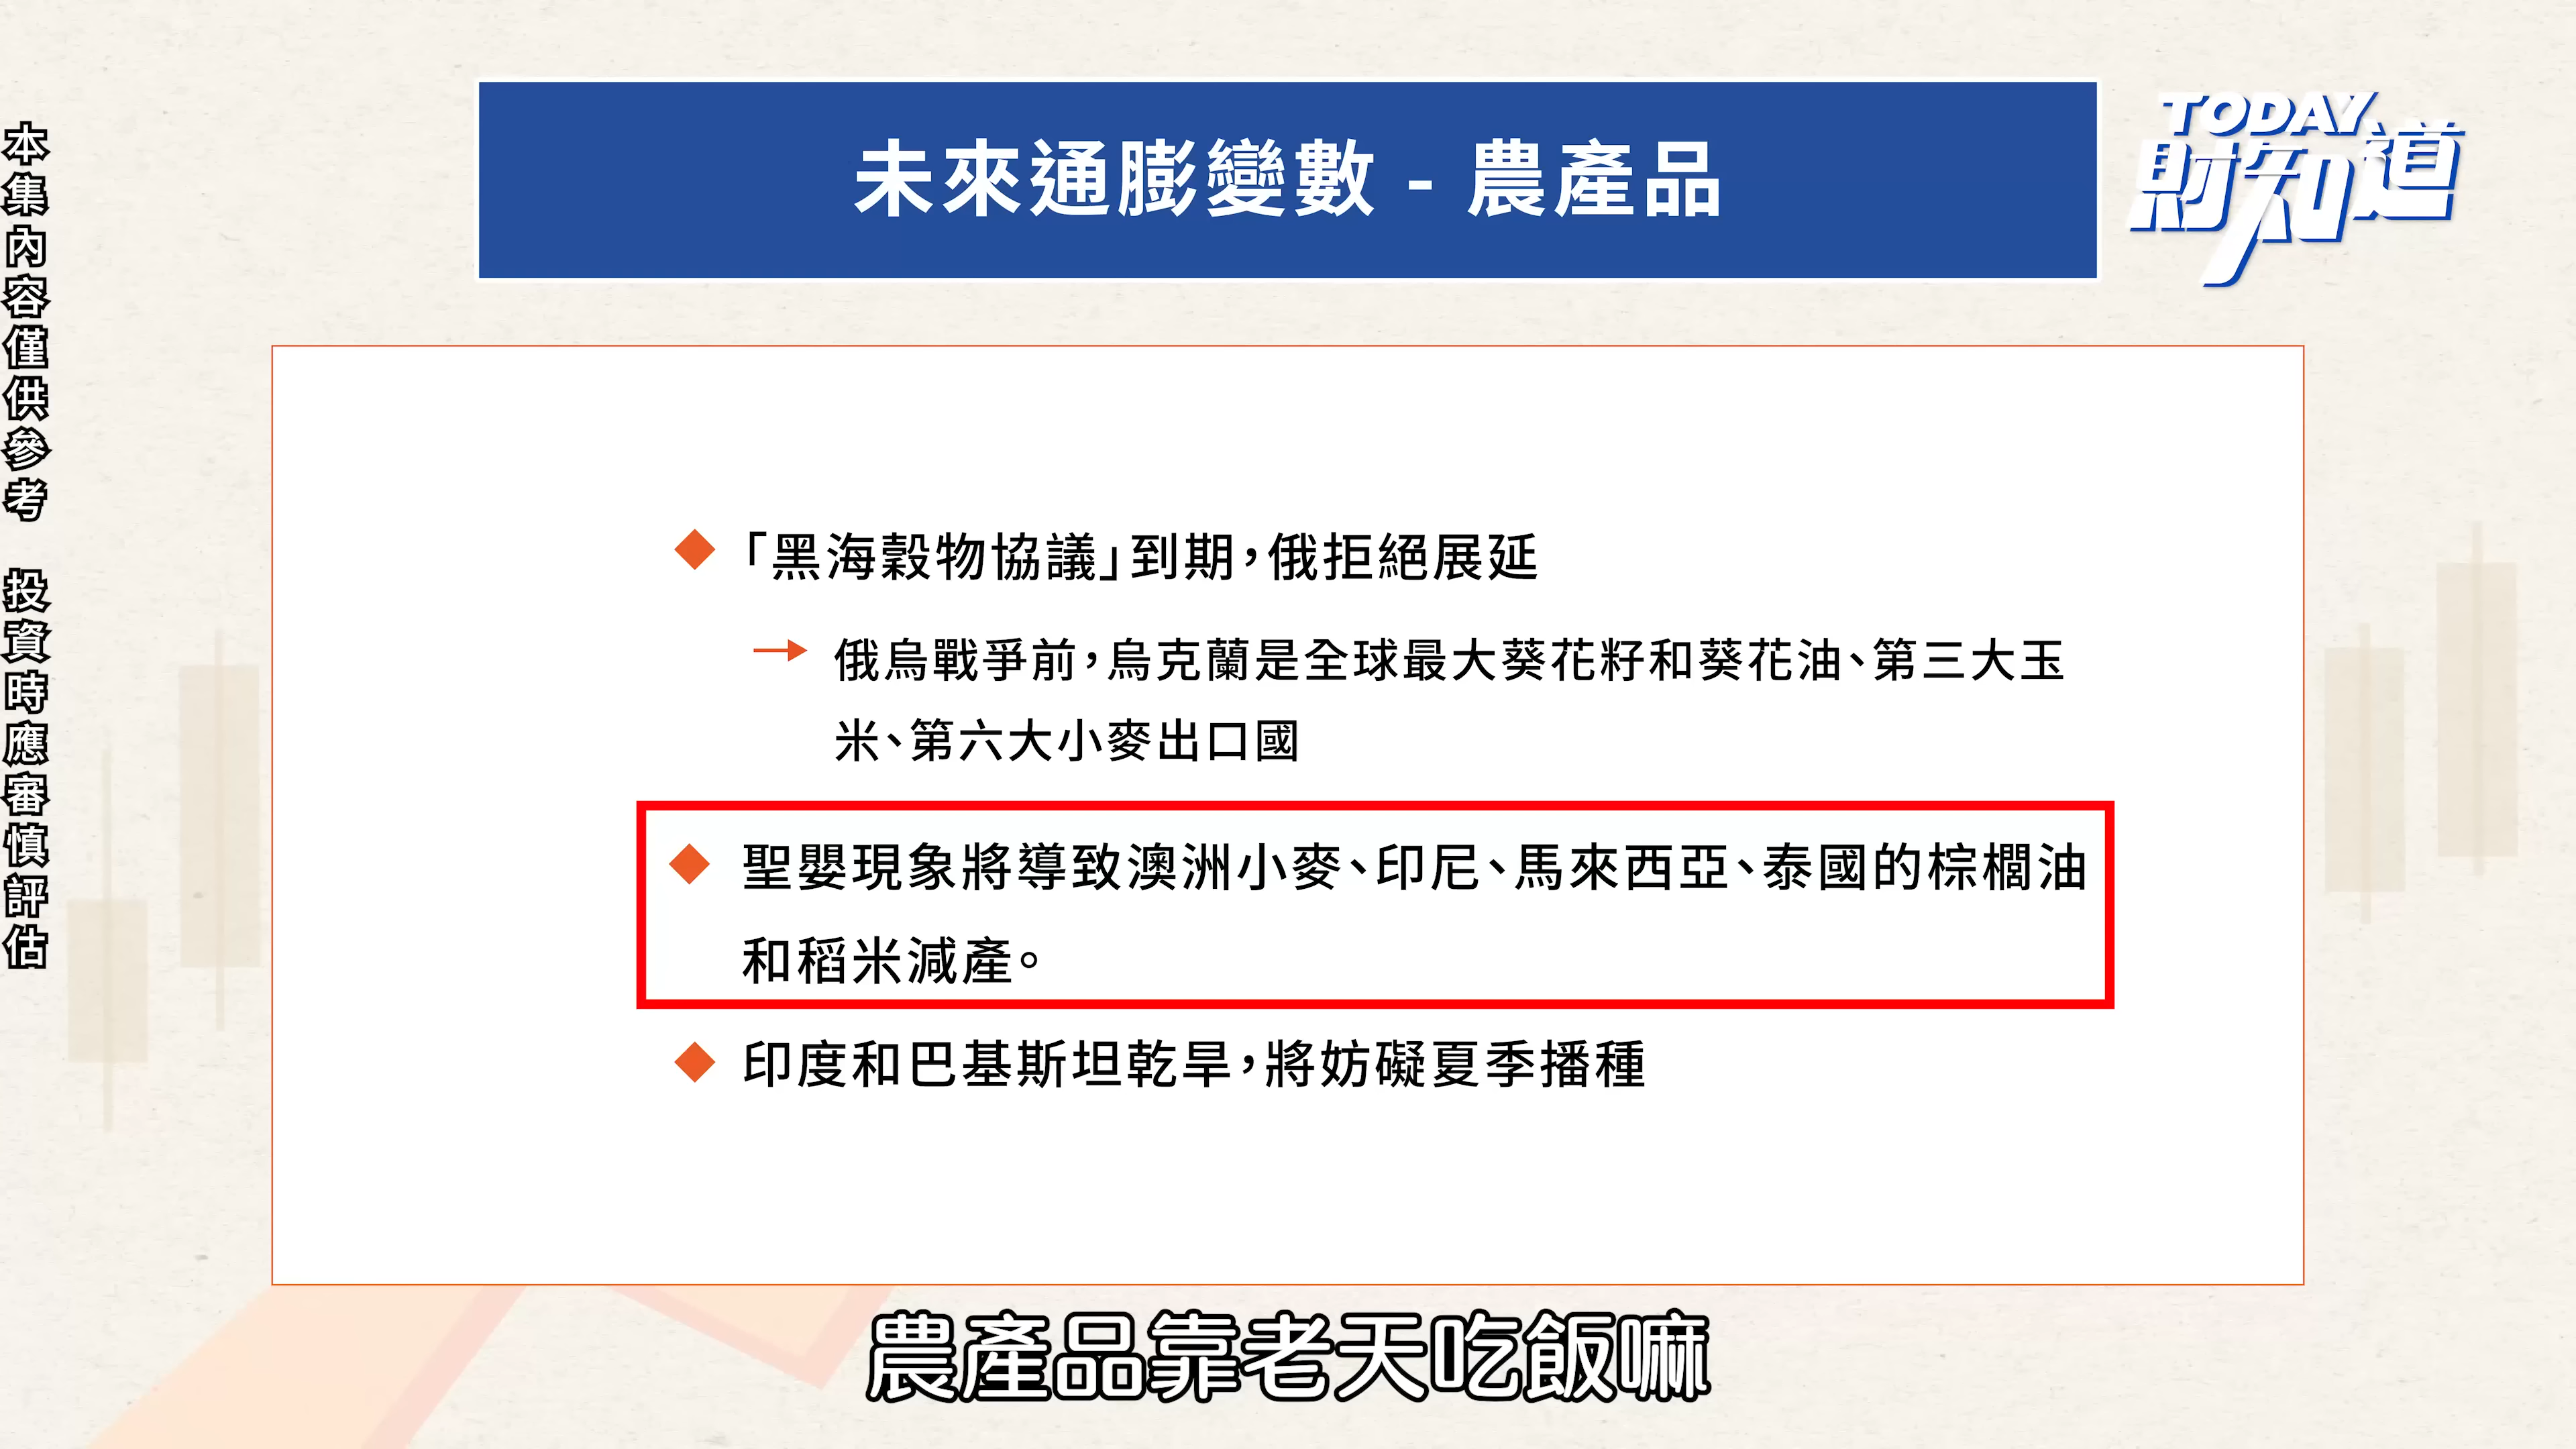 未來通膨變數 - 農產品
TODAY
財知道
本集內容僅供參考 投資時應審慎評估
「黑海穀物協議」到期,俄拒絕展延
俄烏戰爭前,烏克蘭是全球最大葵花籽和葵花油、第三大玉
米、第六大小麥出口國
聖嬰現象將導致澳洲小麥、印尼、馬來西亞、泰國的棕櫚油
和稻米減產。
印度和巴基斯坦乾旱,將妨礙夏季播種
農產品靠老天吃飯嘛